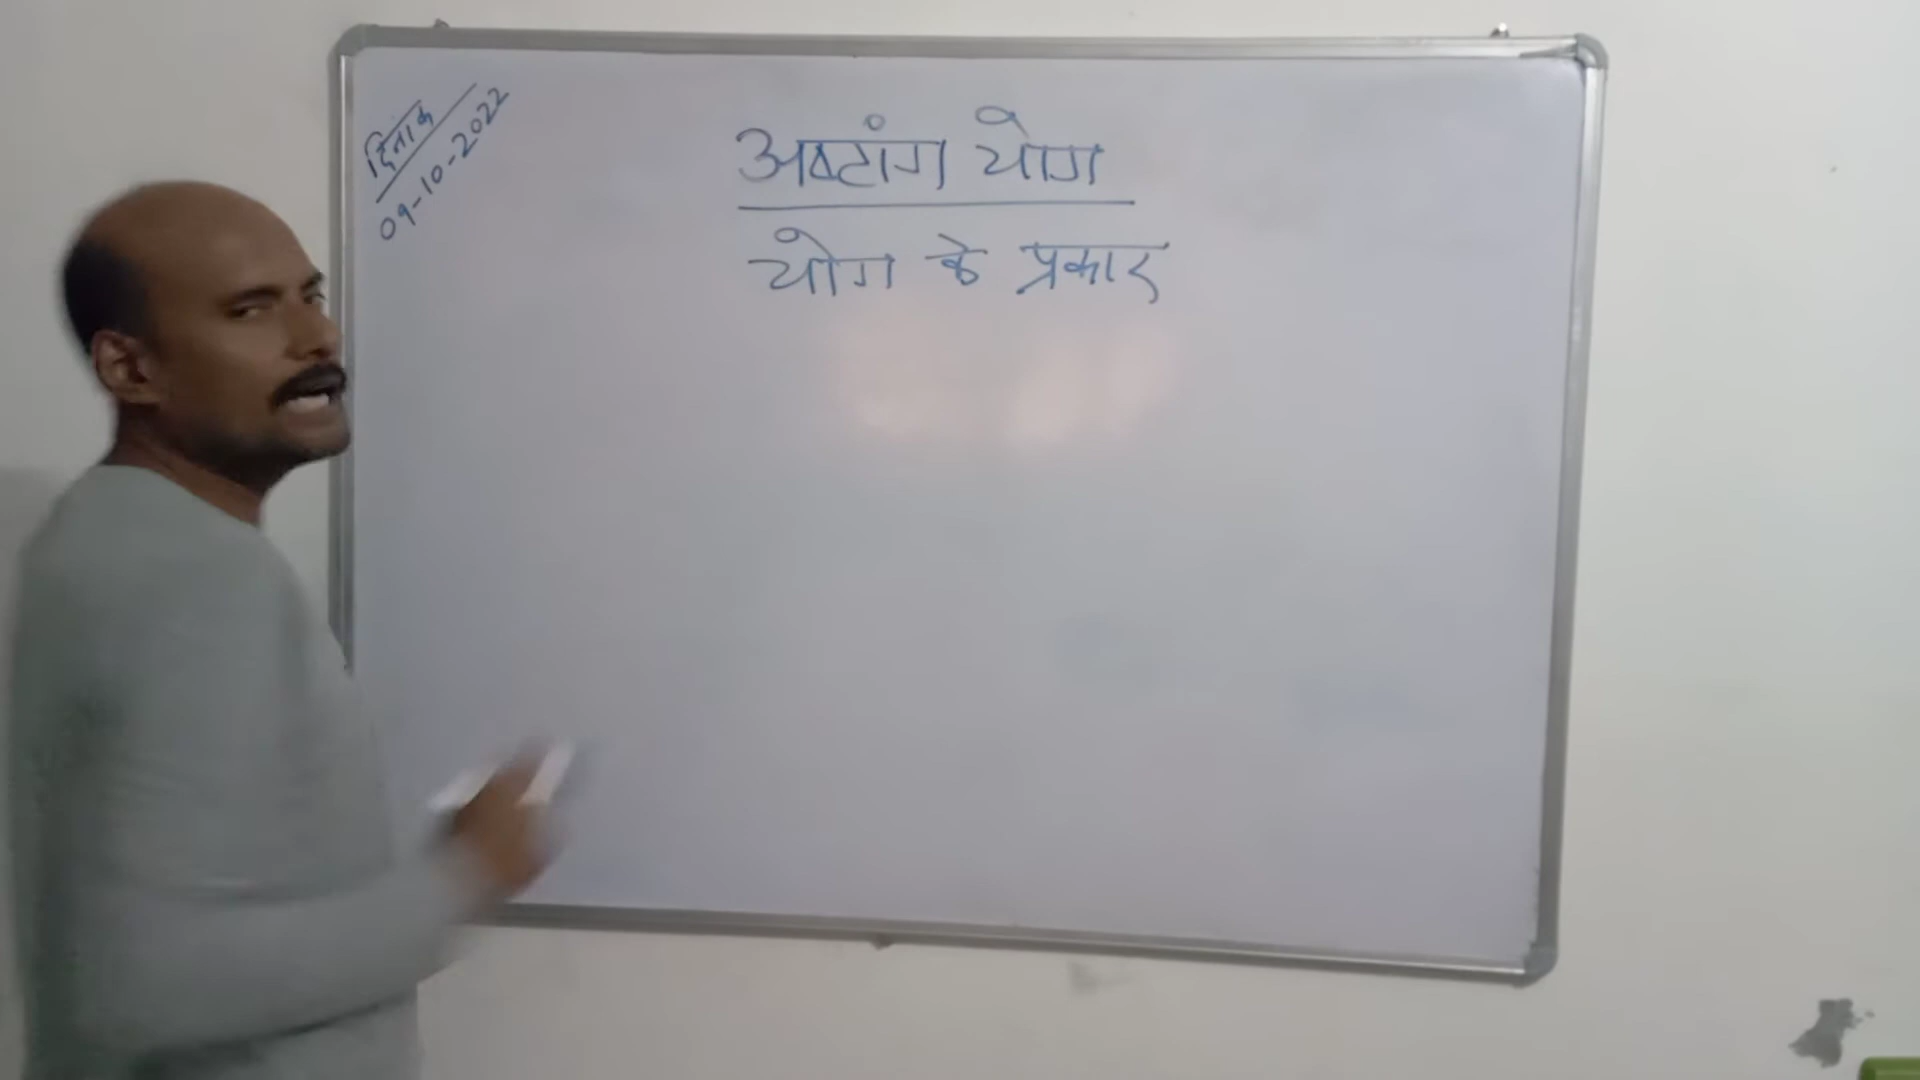 दिनाक
09-10-2022
अष्टांग योग
योग के प्रकार